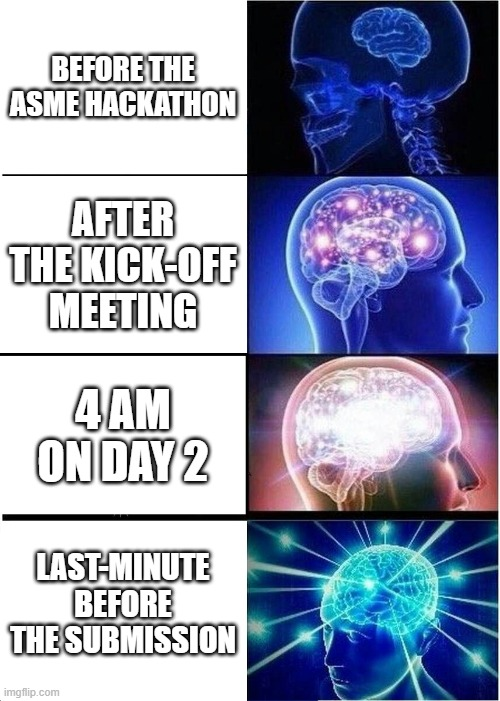 BEFORE THE
ASME HACKATHON
AFTER
THE KICK-OFF
MEETING
4 AM
ON DAY 2
LAST-MINUTE
BEFORE
THE SUBMISSION
imgflip.com